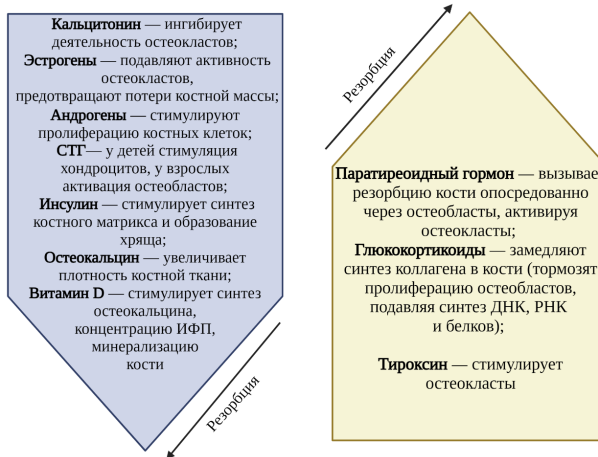 Кальцитонин — ингибирует
деятельность остеокластов;
Эстрогены — подавляют активность
остеокластов,
предотвращают потери костной массы;
Андрогены — стимулируют
пролиферацию костных клеток;
СТГ— у детей стимуляция
хондроцитов, у взрослых
активация остеобластов;
Инсулин — стимулирует синтез
костного матрикса и образование
хряща;
Остеокальцин — увеличивает
плотность костной ткани;
Витамин D — стимулирует синтез
остеокальцина,
концентрацию ИФП,
минерализацию
кости
Резорбция
Резорбция
Паратиреоидный гормон — вызывае
резорбцию кости опосредованно
через остеобласты, активируя
остеокласты;
Глюкокортикоиды — замедляют
синтез коллагена в кости (тормозят
пролиферацию остеобластов,
подавляя синтез ДНК, РНК
и белков);
Тироксин — стимулирует
остеокласты